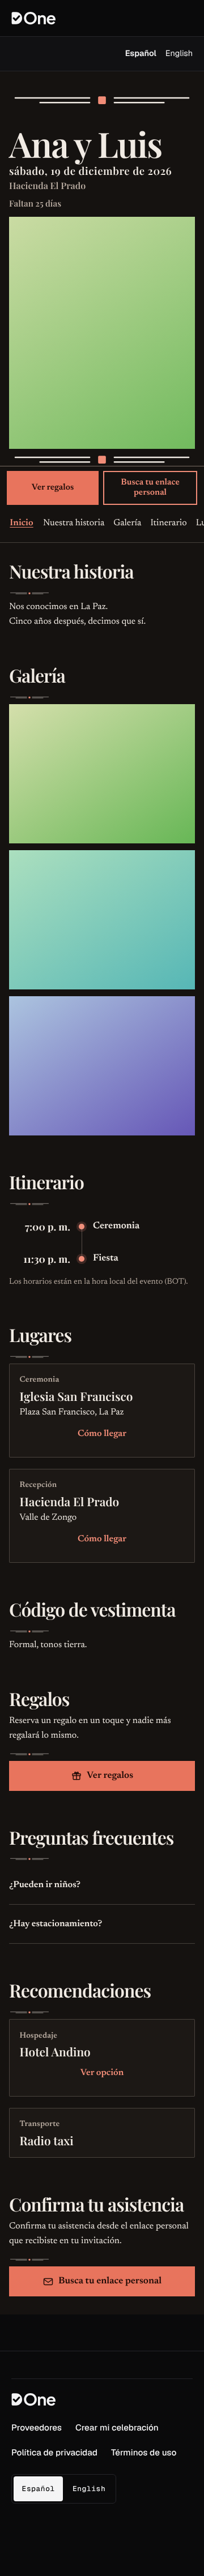 One
Español English
Ana y Luis
sábado, 19 de diciembre de 2026
Hacienda El Prado
Faltan 25 días
Ver regalos
Busca tu enlace
personal
Inicio Nuestra historia Galería Itinerario Lu
Nuestra historia
Nos conocimos en La Paz.
Cinco años después, decimos que sí.
Galería
Itinerario
7:00 p. m. Ceremonia
11:30 p. m. Fiesta
Los horarios están en la hora local del evento (BOT).
Lugares
Ceremonia
Iglesia San Francisco
Plaza San Francisco, La Paz
Cómo llegar
Recepción
Hacienda El Prado
Valle de Zongo
Cómo llegar
Código de vestimenta
Formal, tonos tierra.
Regalos
Reserva un regalo en un toque y nadie más
regalará lo mismo.
Ver regalos
Preguntas frecuentes
¿Pueden ir niños?
¿Hay estacionamiento?
Recomendaciones
Hospedaje
Hotel Andino
Ver opción
Transporte
Radio taxi
Confirma tu asistencia
Confirma tu asistencia desde el enlace personal
que recibiste en tu invitación.
Busca tu enlace personal
One
Proveedores Crear mi celebración
Política de privacidad Términos de uso
Español English